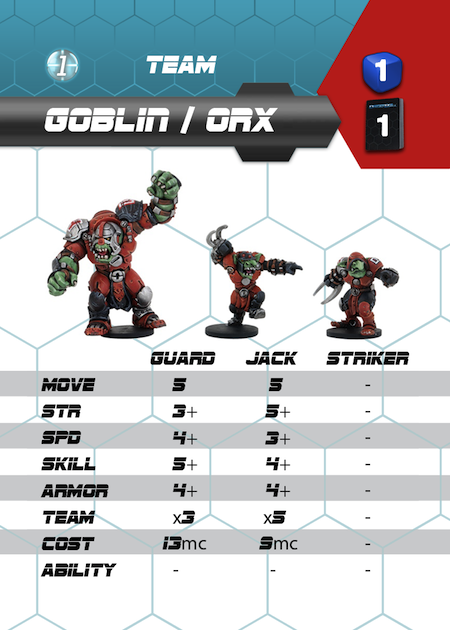 1 TEAM 1
GOBLIN / ORX 1
GUARD JACK STRIKER
MOVE 5 5 -
STR 3+ 5+ -
SPD 4+ 3+ -
SKILL 5+ 4+ -
ARMOR 4+ 4+ -
TEAM x3 x5 -
COST 13mc 9mc -
ABILITY - - -